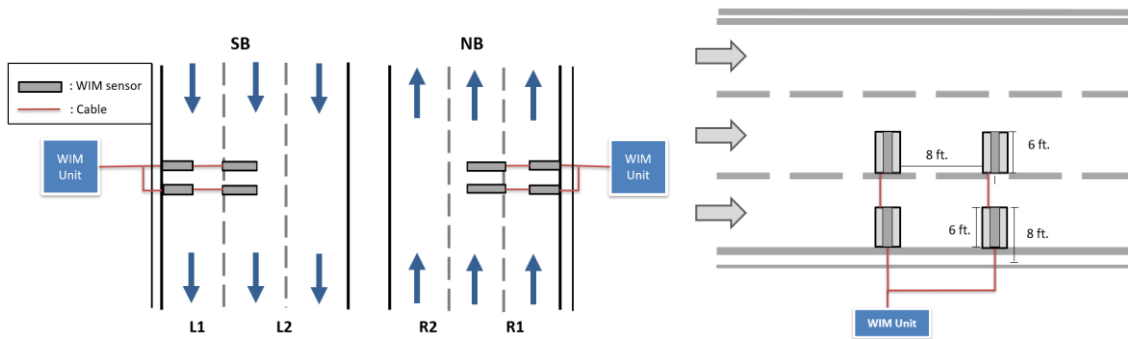 SB
NB
: WIM sensor
: Cable
WIM
Unit
WIM
Unit
L1
L2
R2
R1
8 ft.
6 ft.
6 ft.
8 ft.
WIM Unit